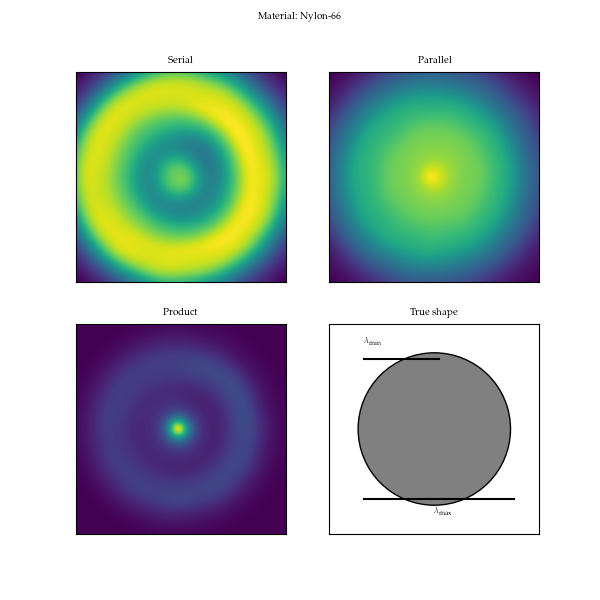 Material: Nylon-66
Serial
Parallel
Product
True shape
λmin
λmax